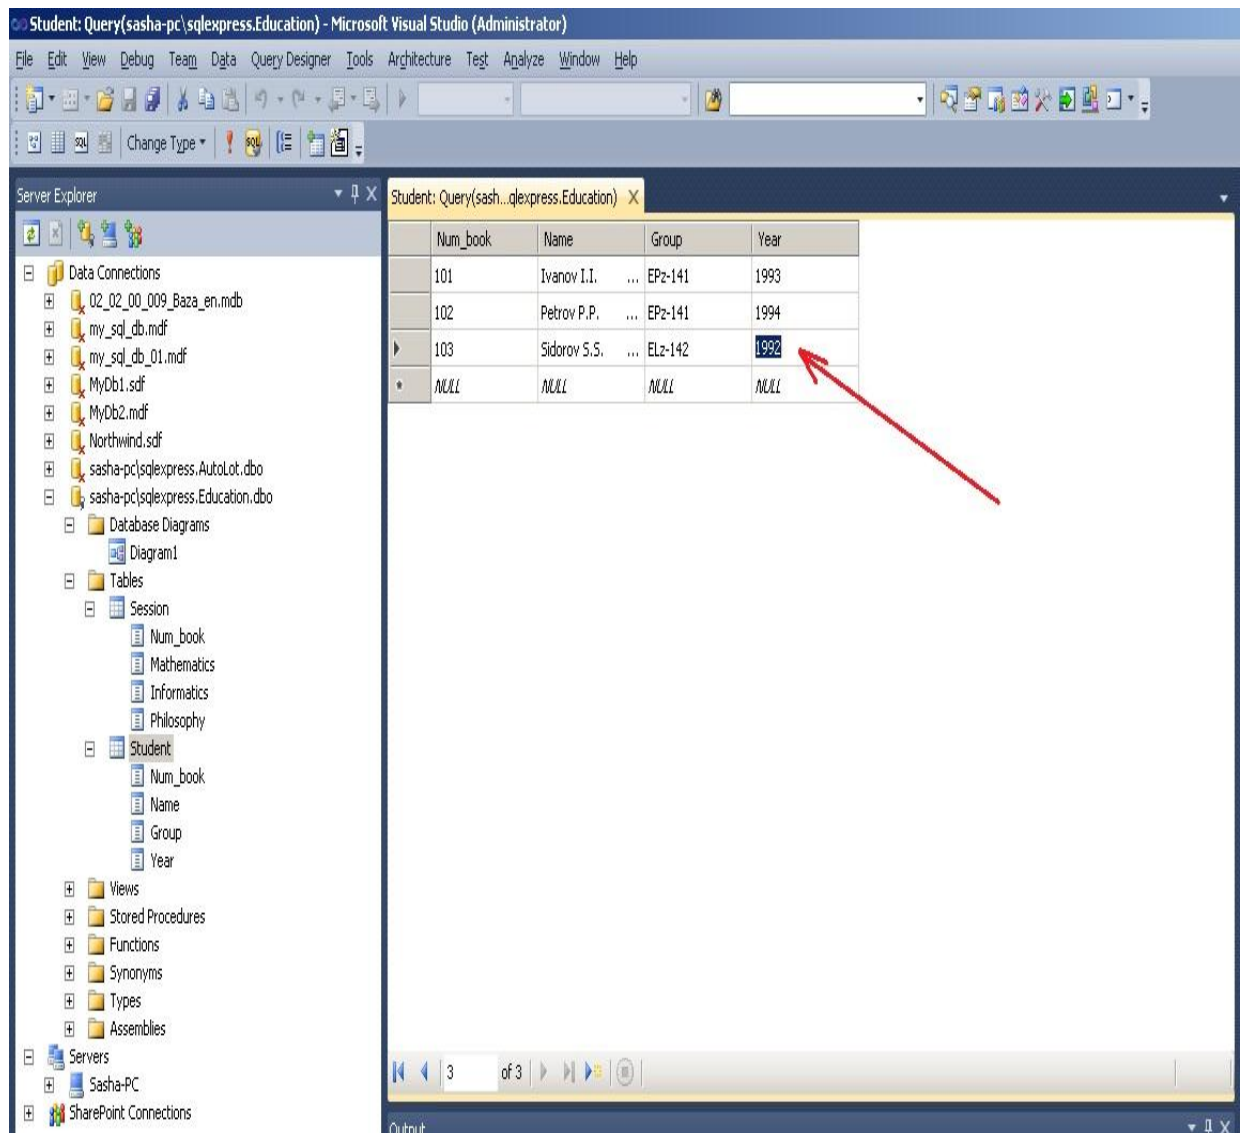 Student: Query(sasha-pc\sqlexpress.Education) - Microsoft Visual Studio (Administrator)
File Edit View Debug Team Data Query Designer Tools Architecture Test Analyze Window Help
SQL Change Type SQL
Server Explorer
Student: Query(sash...qlexpress.Education)
Num_book Name Group Year
101 Ivanov I.I. ... EPz-141 1993
102 Petrov P.P. ... EPz-141 1994
103 Sidorov S.S. ... ELz-142 1992
* NULL NULL NULL NULL
Data Connections
02_02_00_009_Baza_en.mdb
my_sql_db.mdf
my_sql_db_01.mdf
MyDb1.sdf
MyDb2.mdf
Northwind.sdf
sasha-pc\sqlexpress.AutoLot.dbo
sasha-pc\sqlexpress.Education.dbo
Database Diagrams
Diagram1
Tables
Session
Num_book
Mathematics
Informatics
Philosophy
Student
Num_book
Name
Group
Year
Views
Stored Procedures
Functions
Synonyms
Types
Assemblies
Servers
Sasha-PC
SharePoint Connections
3 of 3
Output